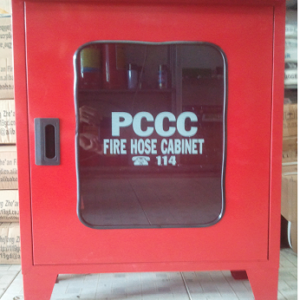 PCCC
FIRE HOSE CABINET
☎ 114